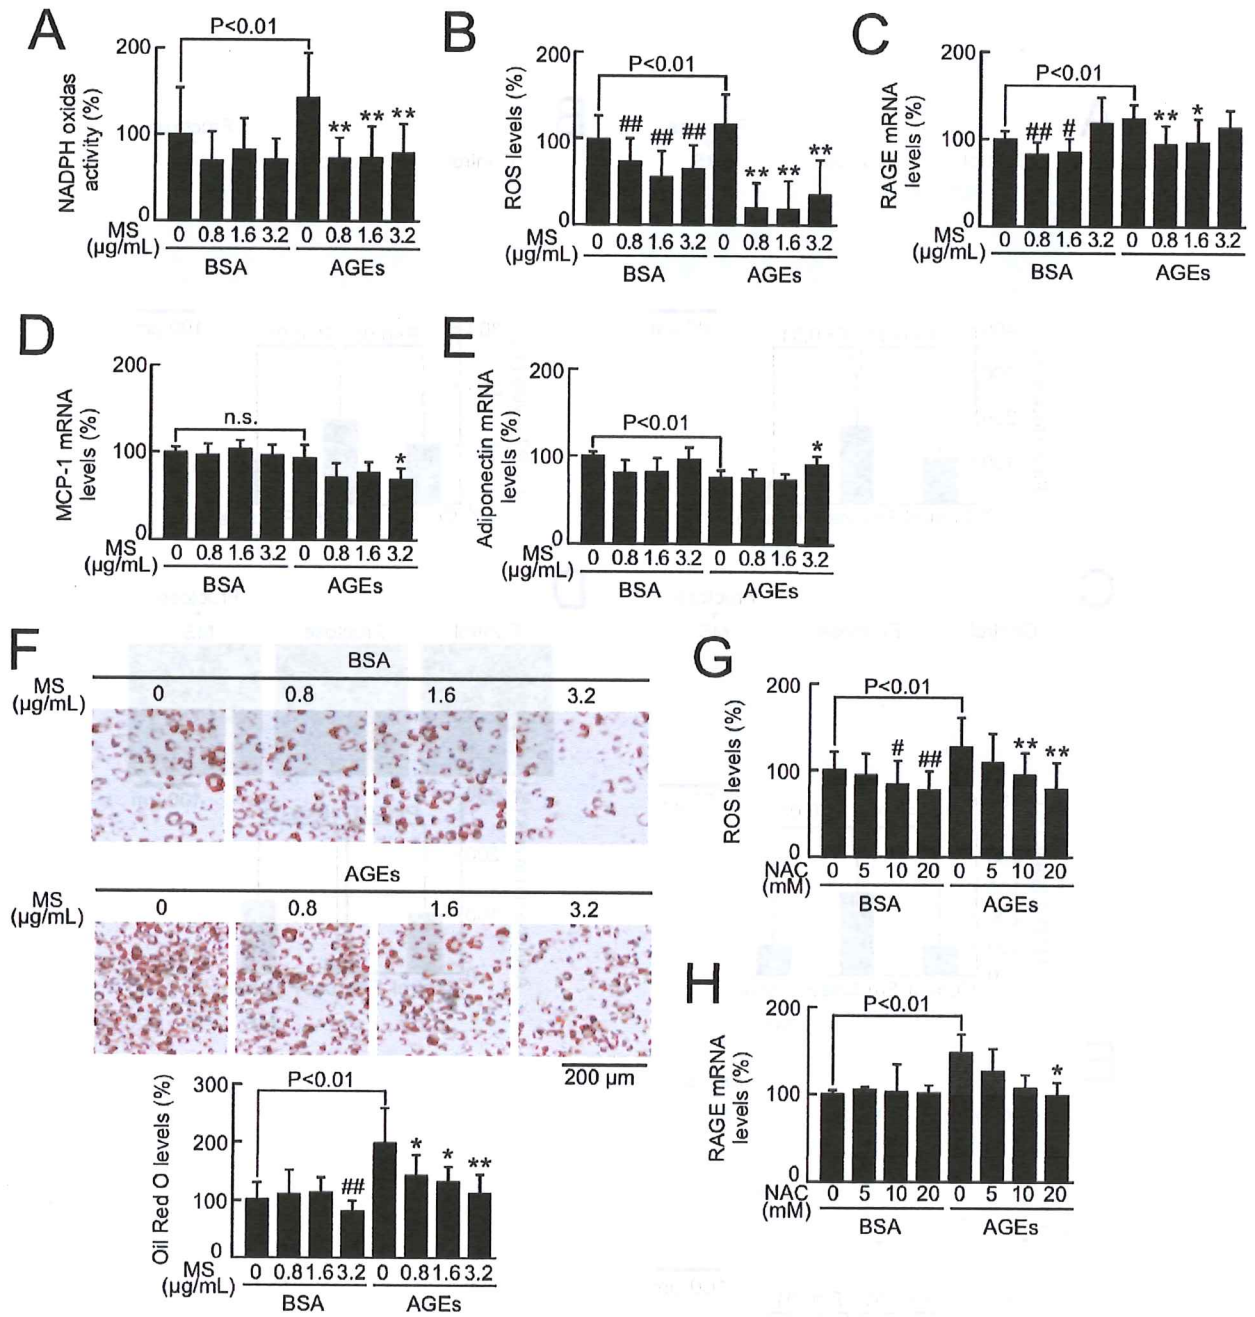 A
P<0.01
NADPH oxidas
activity (%)
200
100
0
** ** **
MS
(µg/mL)
0 0.8 1.6 3.2 0 0.8 1.6 3.2
BSA AGEs
B
P<0.01
ROS levels (%)
200
100
0
## ## ## ** ** **
MS
(µg/mL)
0 0.8 1.6 3.2 0 0.8 1.6 3.2
BSA AGEs
C
P<0.01
RAGE mRNA
levels (%)
200
100
0
## # ** *
MS
(µg/mL)
0 0.8 1.6 3.2 0 0.8 1.6 3.2
BSA AGEs
D
n.s.
MCP-1 mRNA
levels (%)
200
100
0
*
MS
(µg/mL)
0 0.8 1.6 3.2 0 0.8 1.6 3.2
BSA AGEs
E
P<0.01
Adiponectin mRNA
levels (%)
200
100
0
*
MS
(µg/mL)
0 0.8 1.6 3.2 0 0.8 1.6 3.2
BSA AGEs
F
BSA
MS
(µg/mL)
0 0.8 1.6 3.2
AGEs
MS
(µg/mL)
0 0.8 1.6 3.2
200 µm
P<0.01
Oil Red O levels (%)
300
200
100
0
## * * **
MS
(µg/mL)
0 0.8 1.6 3.2 0 0.8 1.6 3.2
BSA AGEs
G
P<0.01
ROS levels (%)
200
100
0
# ## ** **
NAC
(mM)
0 5 10 20 0 5 10 20
BSA AGEs
H
P<0.01
RAGE mRNA
levels (%)
200
100
0
*
NAC
(mM)
0 5 10 20 0 5 10 20
BSA AGEs